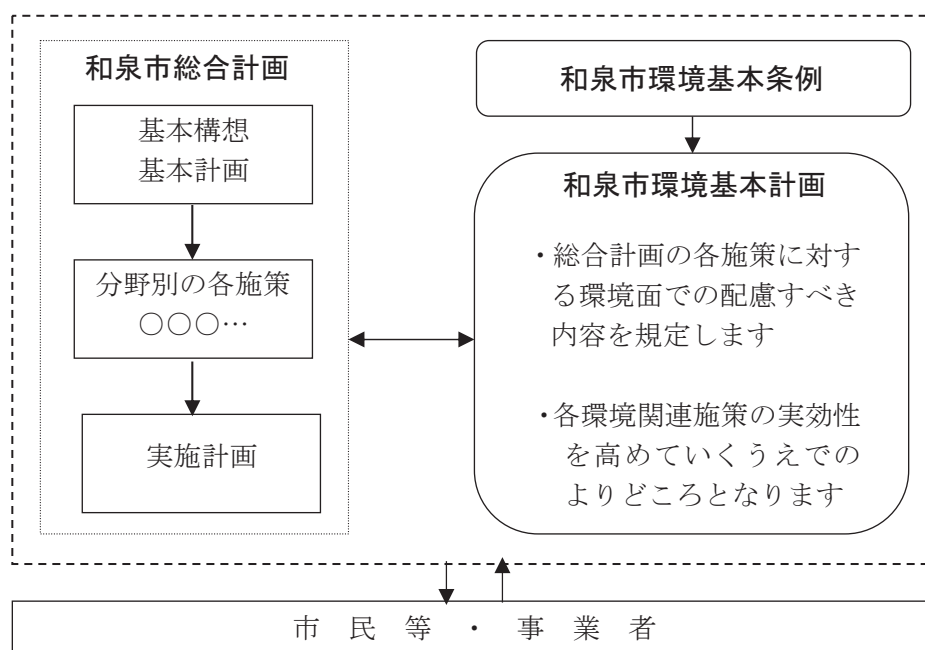 和泉市総合計画
基本構想
基本計画
分野別の各施策
○○○…
実施計画
和泉市環境基本条例
和泉市環境基本計画
・総合計画の各施策に対す
る環境面での配慮すべき
内容を規定します
・各環境関連施策の実効性
を高めていくうえでの
よりどころとなります
市民等・事業者